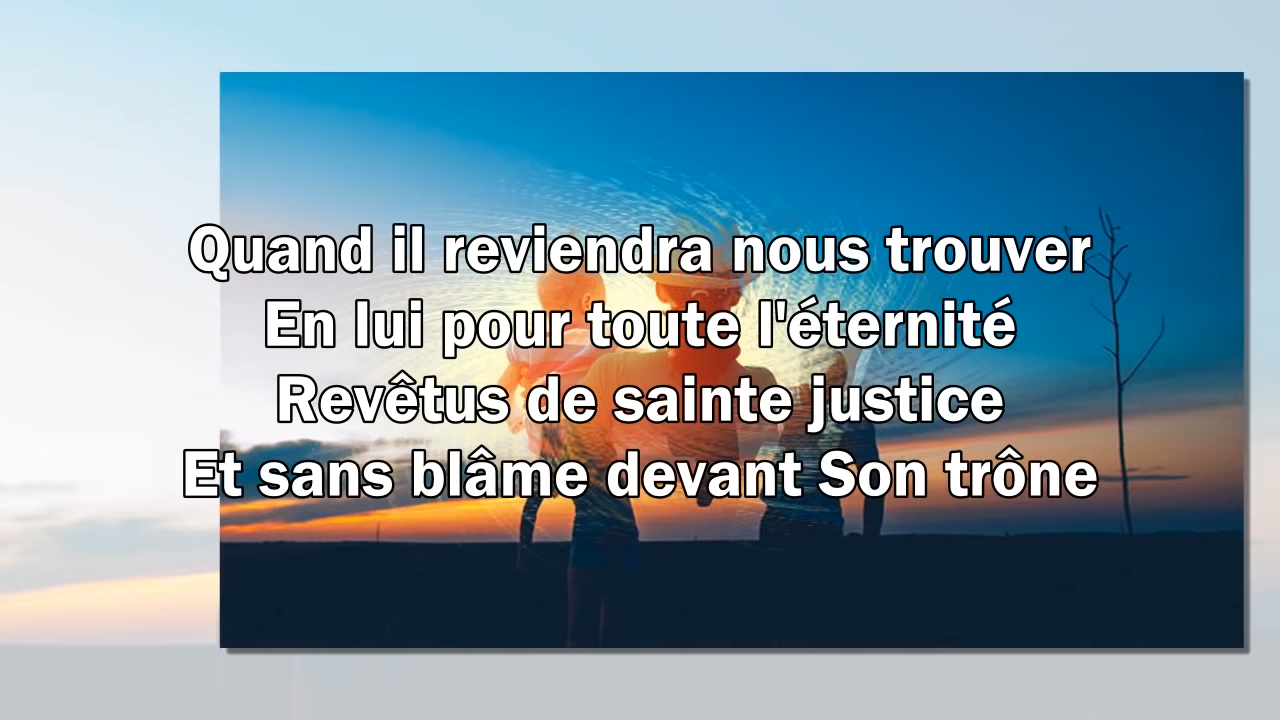 Quand il reviendra nous trouver
En lui pour toute l'éternité
Revêtus de sainte justice
Et sans blâme devant Son trône